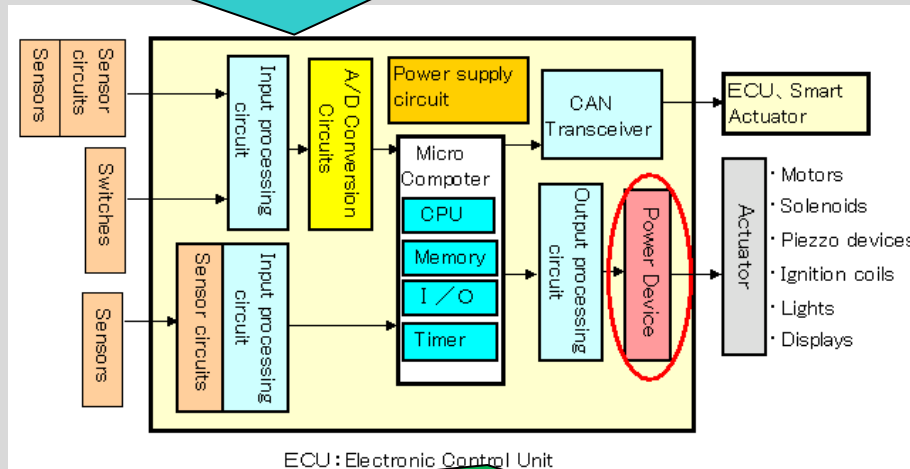 Sensors
Sensor
circuits
Switches
Sensors
Input processing
circuit
A/D Conversion
Circuits
Power supply
circuit
CAN
Transceiver
ECU、Smart
Actuator
Micro
Compoter
CPU
Memory
I ／ O
Timer
Sensor circuits
Input processing
circuit
Output processing
circuit
Power Device
Actuator
・Motors
・Solenoids
・Piezzo devices
・Ignition coils
・Lights
・Displays
ECU：Electronic Control Unit